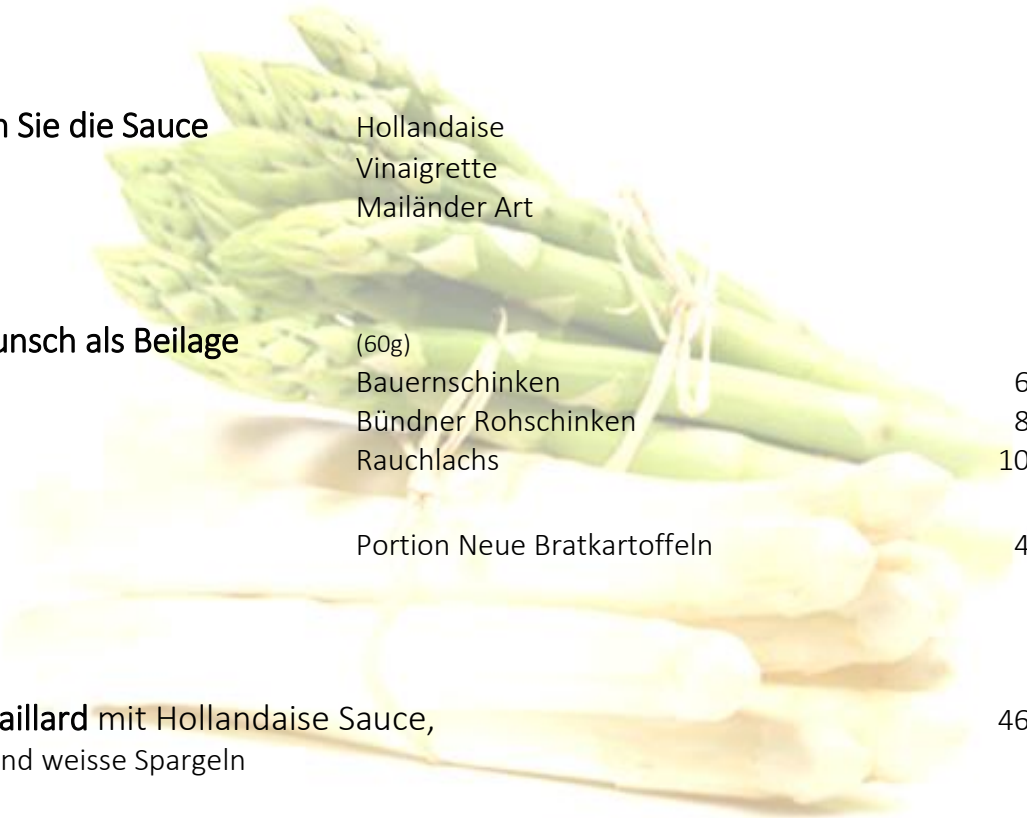 n Sie die Sauce Hollandaise
Vinaigrette
Mailänder Art
unsch als Beilage (60g)
Bauernschinken 6
Bündner Rohschinken 8
Rauchlachs 10
Portion Neue Bratkartoffeln 4
aillard mit Hollandaise Sauce, 46
nd weisse Spargeln